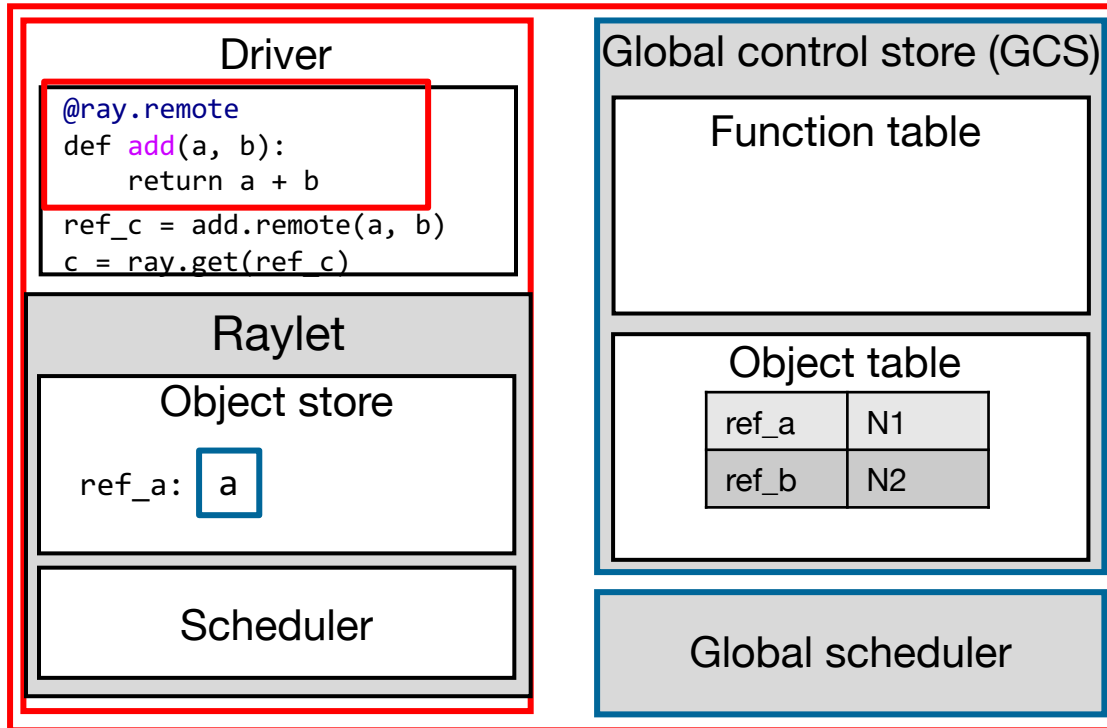 Driver
@ray.remote
def add(a, b):
    return a + b
ref_c = add.remote(a, b)
c = ray.get(ref_c)
Raylet
Object store
ref_a: a
Scheduler
Global control store (GCS)
Function table
Object table
ref_a N1
ref_b N2
Global scheduler